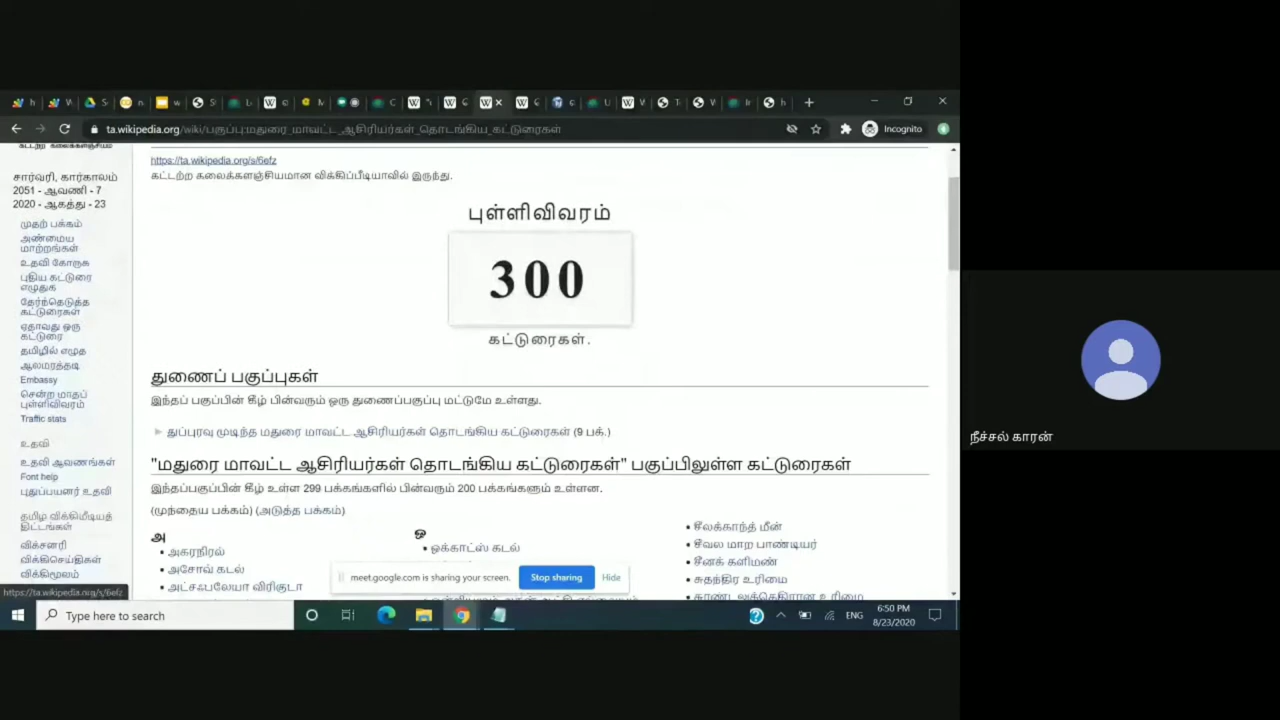 ta.wikipedia.org/wiki/பகுப்பு:மதுரை_மாவட்ட_ஆசிரியர்கள்_தொடங்கிய_கட்டுரைகள்
Incognito
கட்டற்ற கலைக்களஞ்சியம்
சார்வரி, கார்காலம்
2051 - ஆவணி - 7
2020 - ஆகத்து - 23
முதற் பக்கம்
அண்மைய
மாற்றங்கள்
உதவி கோருக
புதிய கட்டுரை
எழுதுக
தேர்ந்தெடுத்த
கட்டுரைகள்
ஏதாவது ஒரு
கட்டுரை
தமிழில் எழுத
ஆலமரத்தடி
Embassy
சென்ற மாதப்
புள்ளிவிவரம்
Traffic stats
உதவி
உதவி ஆவணங்கள்
Font help
புதுப்பயனர் உதவி
தமிழ் விக்கிமீடியத்
திட்டங்கள்
விக்சனரி
விக்கிசெய்திகள்
விக்கிமூலம்
https://ta.wikipedia.org/s/6efz
https://ta.wikipedia.org/s/6efz
கட்டற்ற கலைக்களஞ்சியமான விக்கிப்பீடியாவில் இருந்து.
புள்ளிவிவரம்
300
கட்டுரைகள்.
துணைப் பகுப்புகள்
இந்தப் பகுப்பின் கீழ் பின்வரும் ஒரு துணைப்பகுப்பு மட்டுமே உள்ளது.
► துப்புரவு முடிந்த மதுரை மாவட்ட ஆசிரியர்கள் தொடங்கிய கட்டுரைகள் (9 பக்.)
"மதுரை மாவட்ட ஆசிரியர்கள் தொடங்கிய கட்டுரைகள்" பகுப்பிலுள்ள கட்டுரைகள்
இந்தப்பகுப்பின் கீழ் உள்ள 299 பக்கங்களில் பின்வரும் 200 பக்கங்களும் உள்ளன.
(முந்தைய பக்கம்) (அடுத்த பக்கம்)
அ
• அகரநிரல்
• அசோவ் கடல்
• அட்சஃபலேயா விரிகுடா
ஒ
• ஒக்காட்ஸ் கடல்
• சீலக்காந்த் மீன்
• சீவல மாற பாண்டியர்
• சீனக் களிமண்
• சுதந்திர உரிமை
meet.google.com is sharing your screen.
Stop sharing
Hide
Type here to search
ENG
6:50 PM
8/23/2020
நீச்சல் காரன்